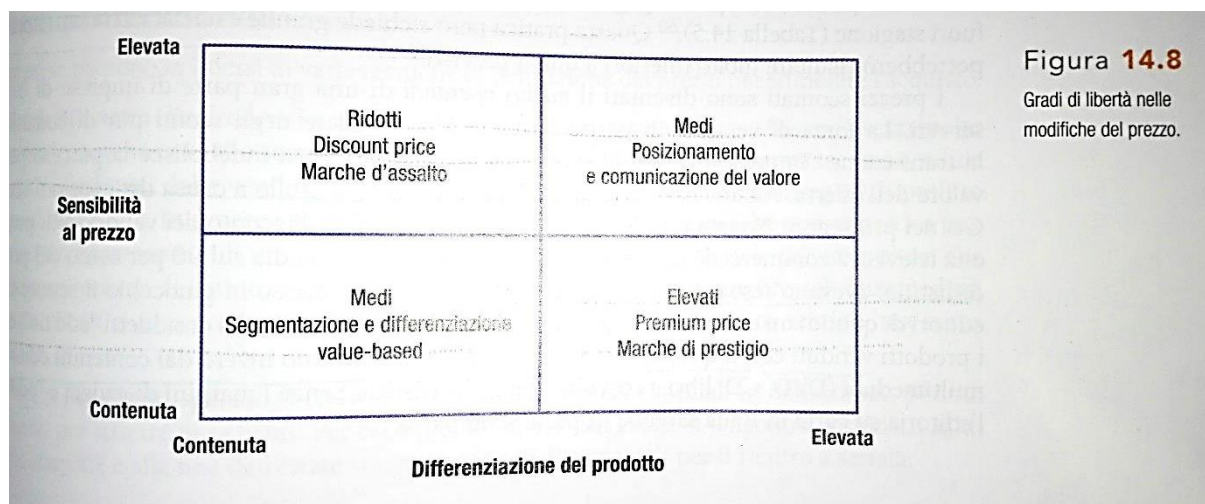 Elevata
Ridotti
Discount price
Marche d'assalto
Medi
Posizionamento
e comunicazione del valore
Sensibilità
al prezzo
Medi
Segmentazione e differenziazione
value-based
Elevati
Premium price
Marche di prestigio
Contenuta
Contenuta
Elevata
Differenziazione del prodotto
Figura 14.8
Gradi di libertà nelle
modifiche del prezzo.